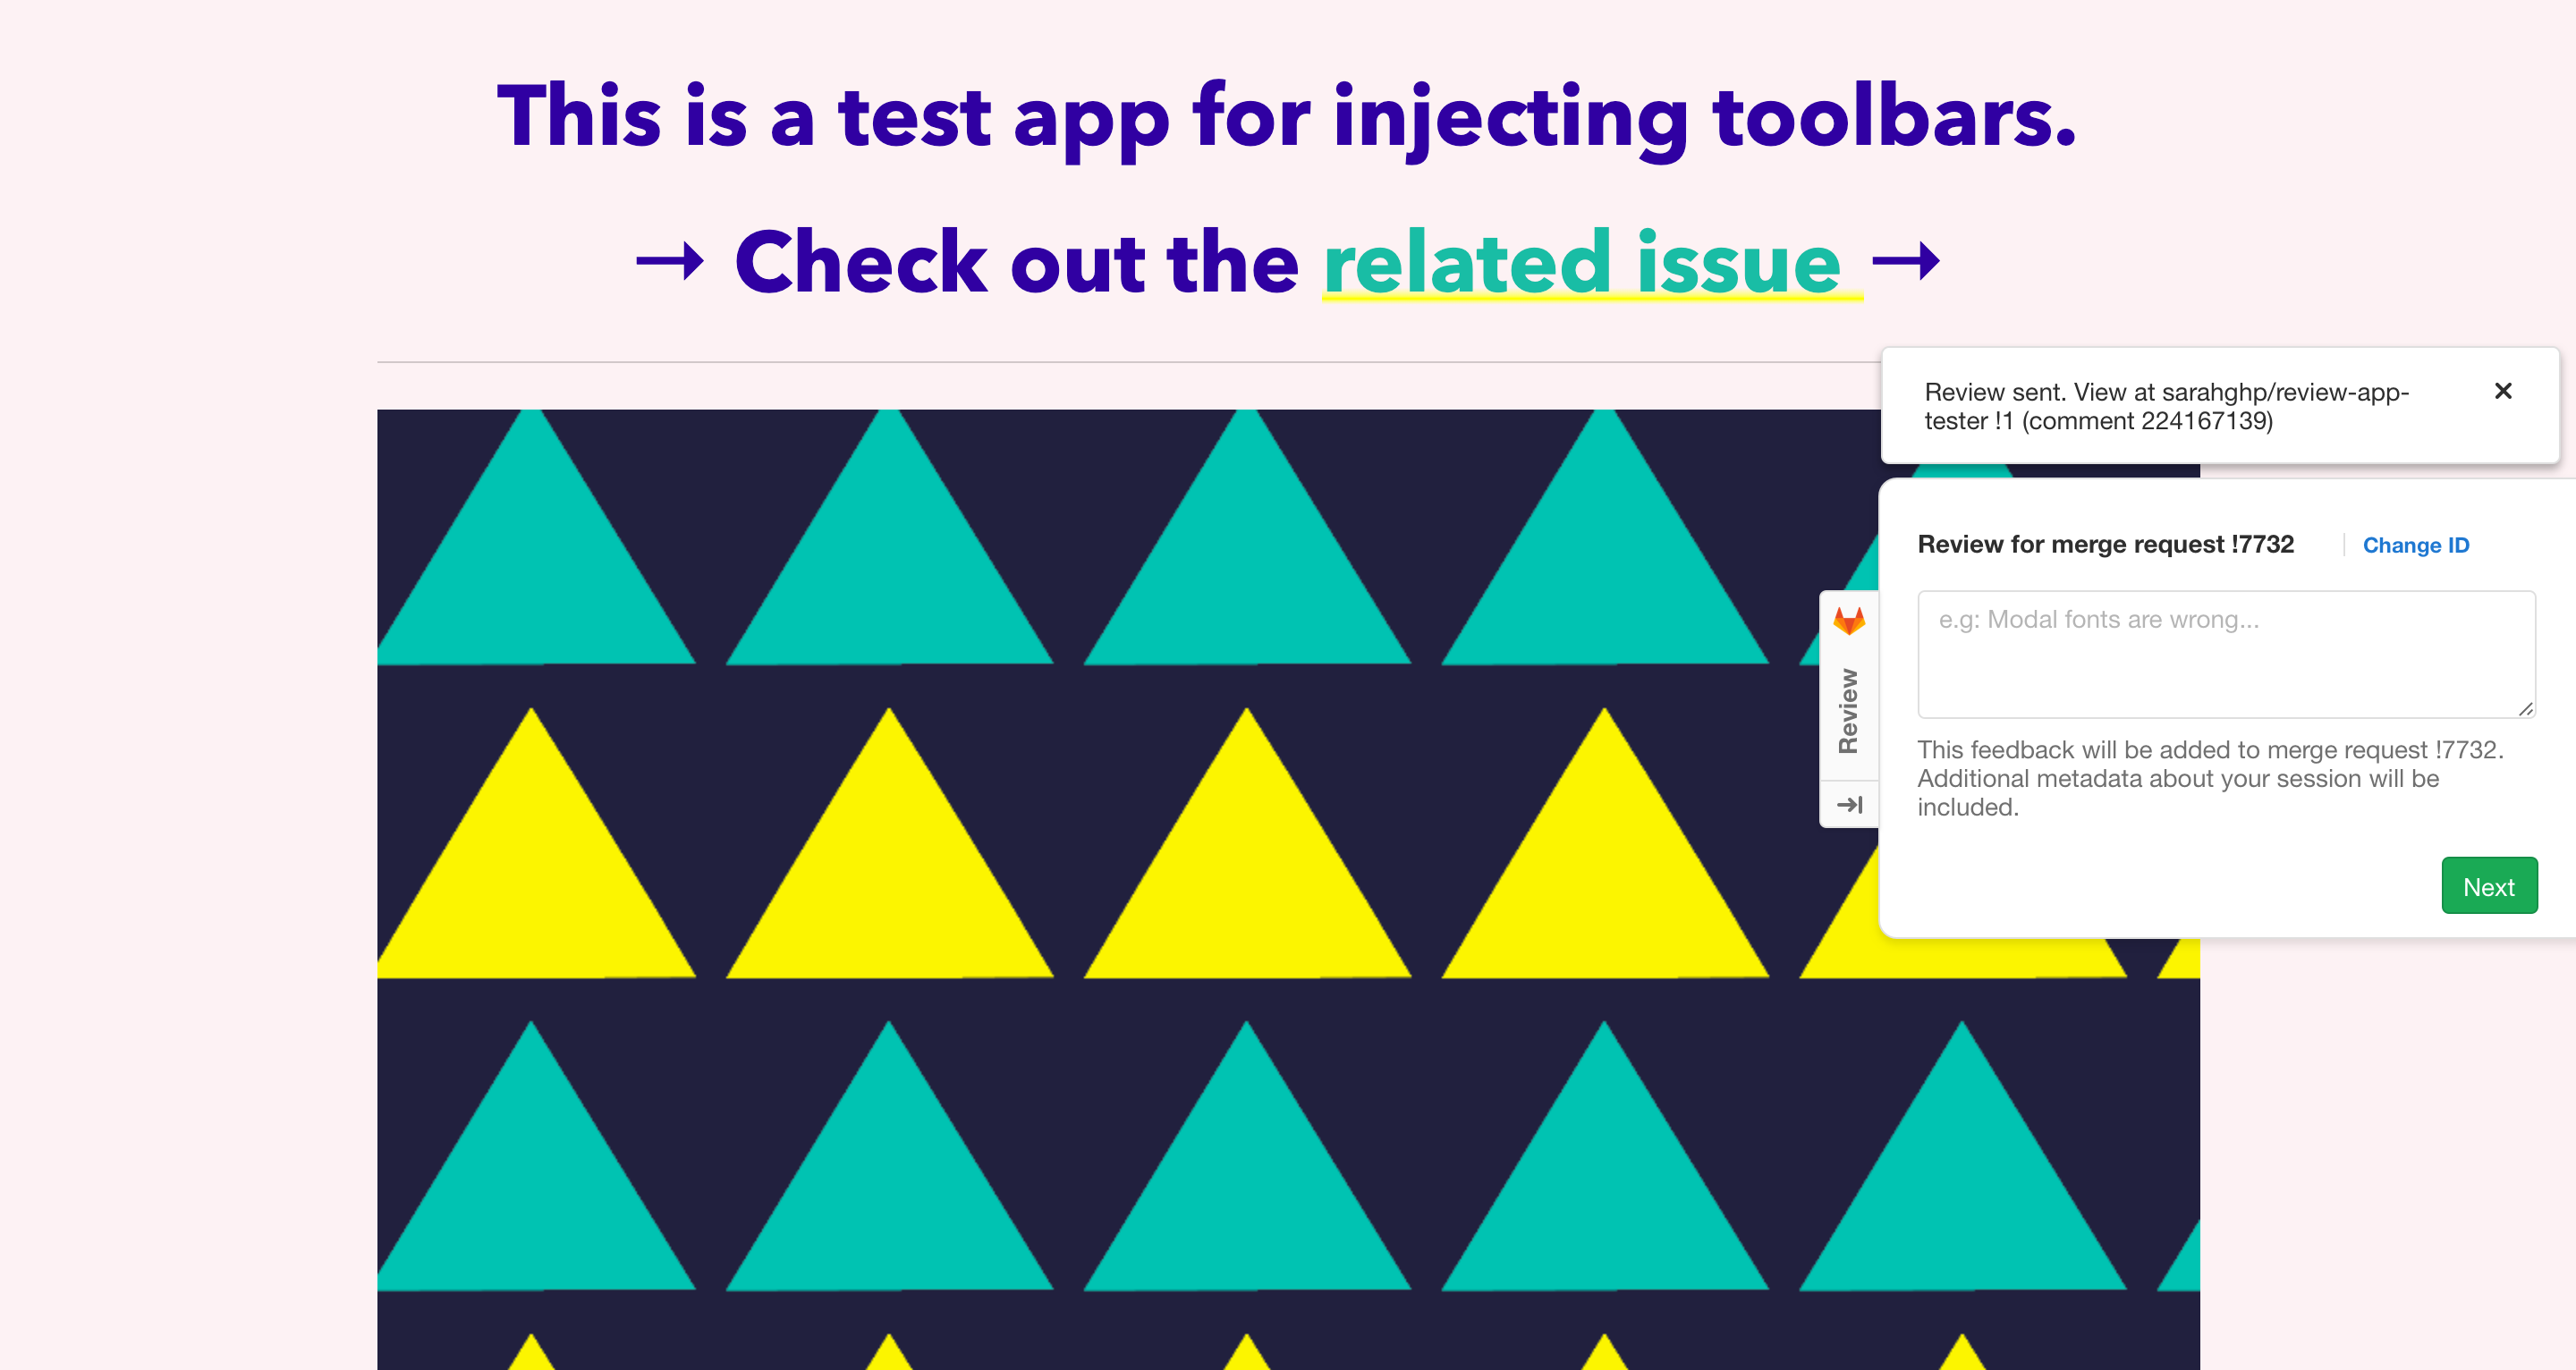 This is a test app for injecting toolbars.
→ Check out the related issue →
Review sent. View at sarahghp/review-app-
tester !1 (comment 224167139)
Review for merge request !7732
Change ID
Review
e.g: Modal fonts are wrong...
This feedback will be added to merge request !7732.
Additional metadata about your session will be
included.
Next